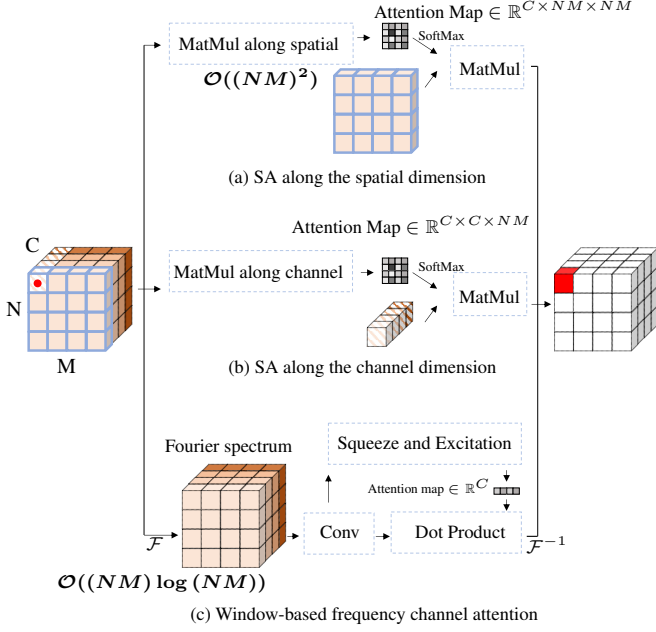 Attention Map ∈ ℝ^{C×NM×NM}
MatMul along spatial
SoftMax
𝓞((NM)²)
MatMul
(a) SA along the spatial dimension
Attention Map ∈ ℝ^{C×C×NM}
C
MatMul along channel
SoftMax
MatMul
N
M
(b) SA along the channel dimension
Fourier spectrum
Squeeze and Excitation
Attention map ∈ ℝ^C
Conv
Dot Product
ℱ
ℱ^{-1}
𝓞((NM) log (NM))
(c) Window-based frequency channel attention